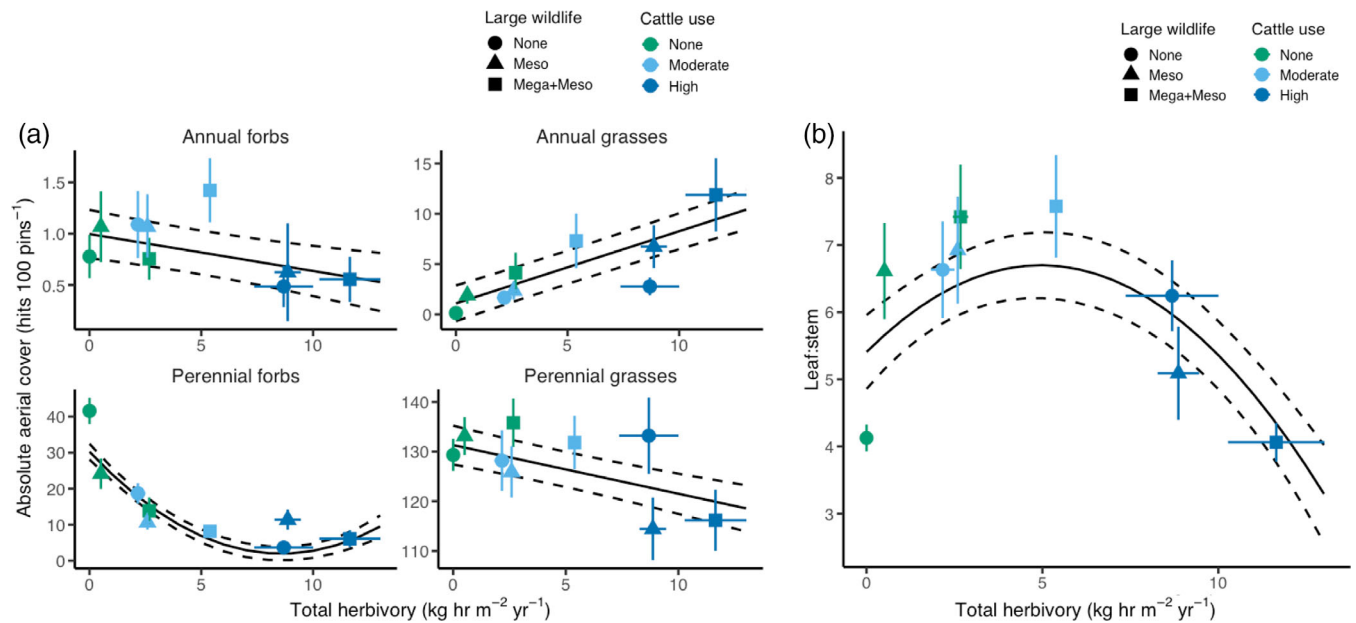 Large wildlife
None
Meso
Mega+Meso
Cattle use
None
Moderate
High
(a)
Annual forbs
Annual grasses
1.5
1.0
0.5
0 5 10
15
10
5
0
0 5 10
Perennial forbs
Perennial grasses
40
30
20
10
0
0 5 10
140
130
120
110
0 5 10
Absolute aerial cover (hits 100 pins⁻¹)
Total herbivory (kg hr m⁻² yr⁻¹)
Large wildlife
None
Meso
Mega+Meso
Cattle use
None
Moderate
High
(b)
8
7
6
5
4
3
0 5 10
Leaf:stem
Total herbivory (kg hr m⁻² yr⁻¹)